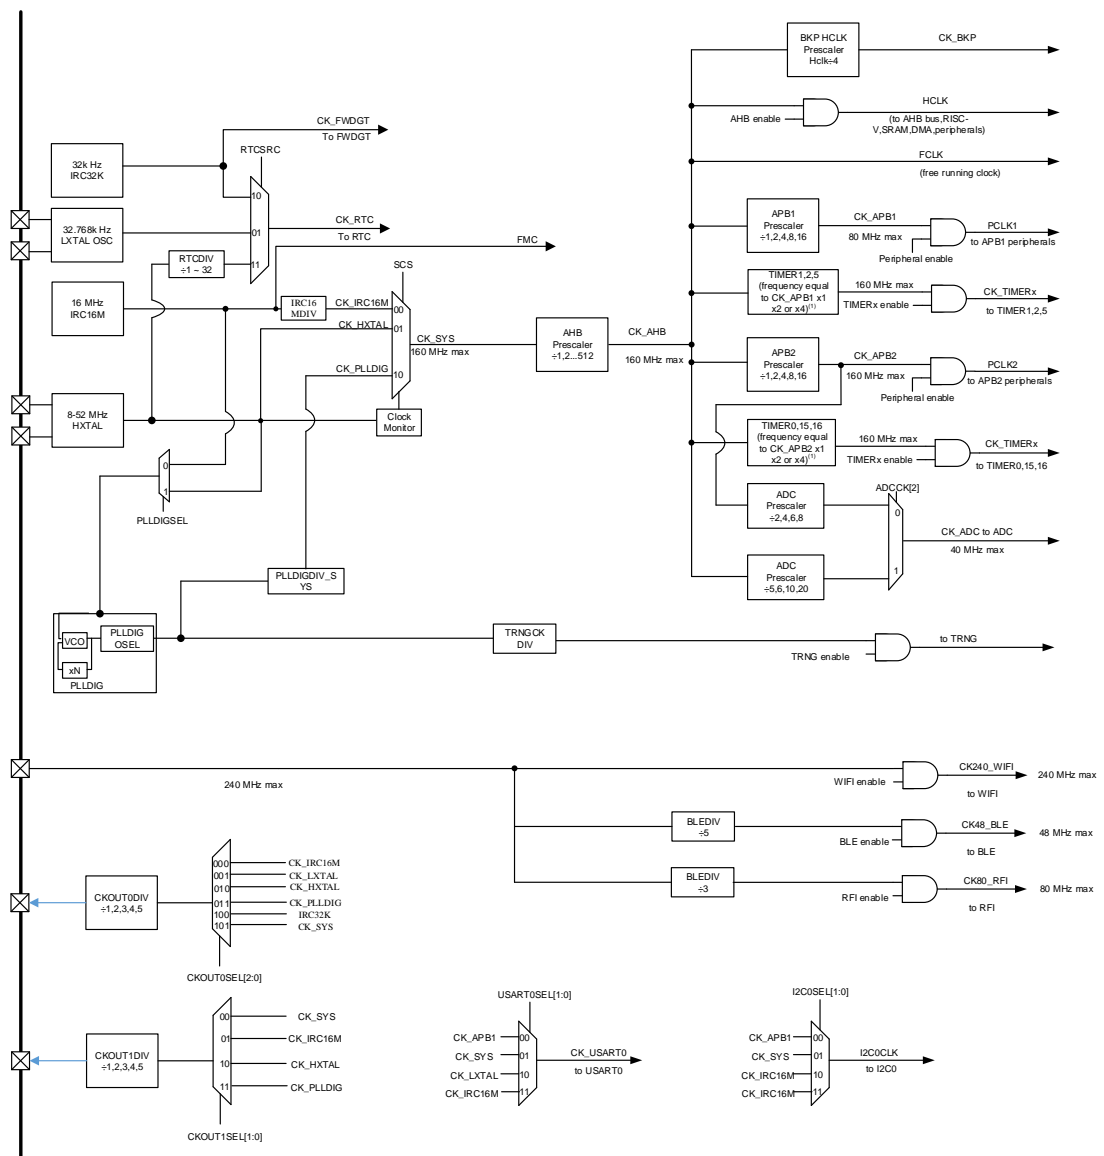 BKP HCLK
Prescaler
Hclk÷4
CK_BKP
HCLK
AHB enable
(to AHB bus,RISC-
V,SRAM,DMA,peripherals)
CK_FWDGT
To FWDGT
RTCSRC
32k Hz
IRC32K
FCLK
(free running clock)
10
32.768k Hz
LXTAL OSC
01
CK_RTC
To RTC
RTCDIV
÷1 ~ 32
11
FMC
SCS
APB1
Prescaler
÷1,2,4,8,16
CK_APB1
80 MHz max
PCLK1
to APB1 peripherals
Peripheral enable
16 MHz
IRC16M
IRC16
MDIV
CK_IRC16M
00
CK_HXTAL
01
CK_SYS
160 MHz max
CK_PLLDIG
10
AHB
Prescaler
÷1,2...512
CK_AHB
160 MHz max
TIMER1,2,5
(frequency equal
to CK_APB1 x1
x2 or x4)(1)
160 MHz max
TIMERx enable
CK_TIMERx
to TIMER1,2,5
APB2
Prescaler
÷1,2,4,8,16
CK_APB2
160 MHz max
PCLK2
to APB2 peripherals
Peripheral enable
8-52 MHz
HXTAL
Clock
Monitor
TIMER0,15,16
(frequency equal
to CK_APB2 x1
x2 or x4)(1)
160 MHz max
TIMERx enable
CK_TIMERx
to TIMER0,15,16
0
1
PLLDIGSEL
ADCCK[2]
ADC
Prescaler
÷2,4,6,8
0
CK_ADC to ADC
40 MHz max
ADC
Prescaler
÷5,6,10,20
1
PLLDIGDIV_S
YS
VCO
PLLDIG
OSEL
xN
PLLDIG
TRNGCK
DIV
TRNG enable
to TRNG
240 MHz max
WIFI enable
CK240_WIFI
to WIFI
240 MHz max
BLEDIV
÷5
BLE enable
CK48_BLE
to BLE
48 MHz max
BLEDIV
÷3
RFI enable
CK80_RFI
to RFI
80 MHz max
CKOUT0DIV
÷1,2,3,4,5
000
CK_IRC16M
001
CK_LXTAL
010
CK_HXTAL
011
CK_PLLDIG
100
IRC32K
101
CK_SYS
CKOUT0SEL[2:0]
CKOUT1DIV
÷1,2,3,4,5
00
CK_SYS
01
CK_IRC16M
10
CK_HXTAL
11
CK_PLLDIG
CKOUT1SEL[1:0]
USART0SEL[1:0]
CK_APB1
00
CK_SYS
01
CK_LXTAL
10
CK_IRC16M
11
CK_USART0
to USART0
I2C0SEL[1:0]
CK_APB1
00
CK_SYS
01
CK_IRC16M
10
CK_IRC16M
11
I2C0CLK
to I2C0